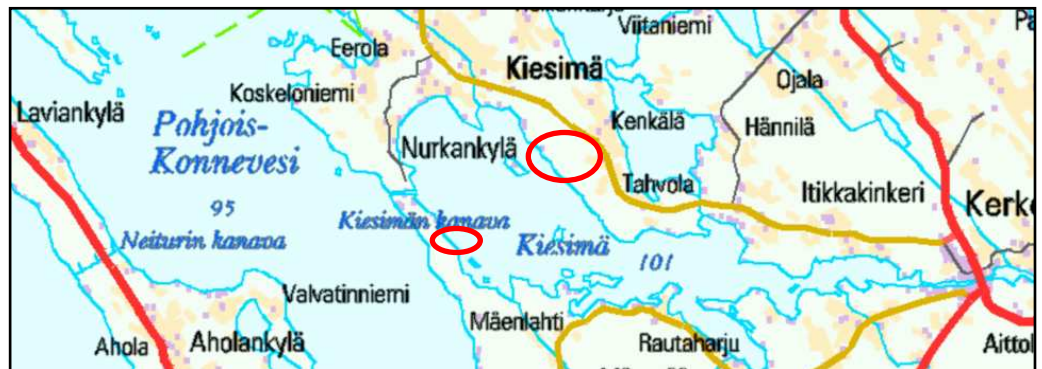 Viitaniemi
Eerola
Kiesimä
Ojala
Koskeloniemi
Laviankylä
Pohjois-
Konnevesi
Kenkälä
Hännilä
Nurkankylä
Tahvola
Itikkakinkeri
95
Kiesimän kanava
Neiturin kanava
Kiesimä
101
Valvatinniemi
Mäenlahti
Ahola
Aholankylä
Rautaharju